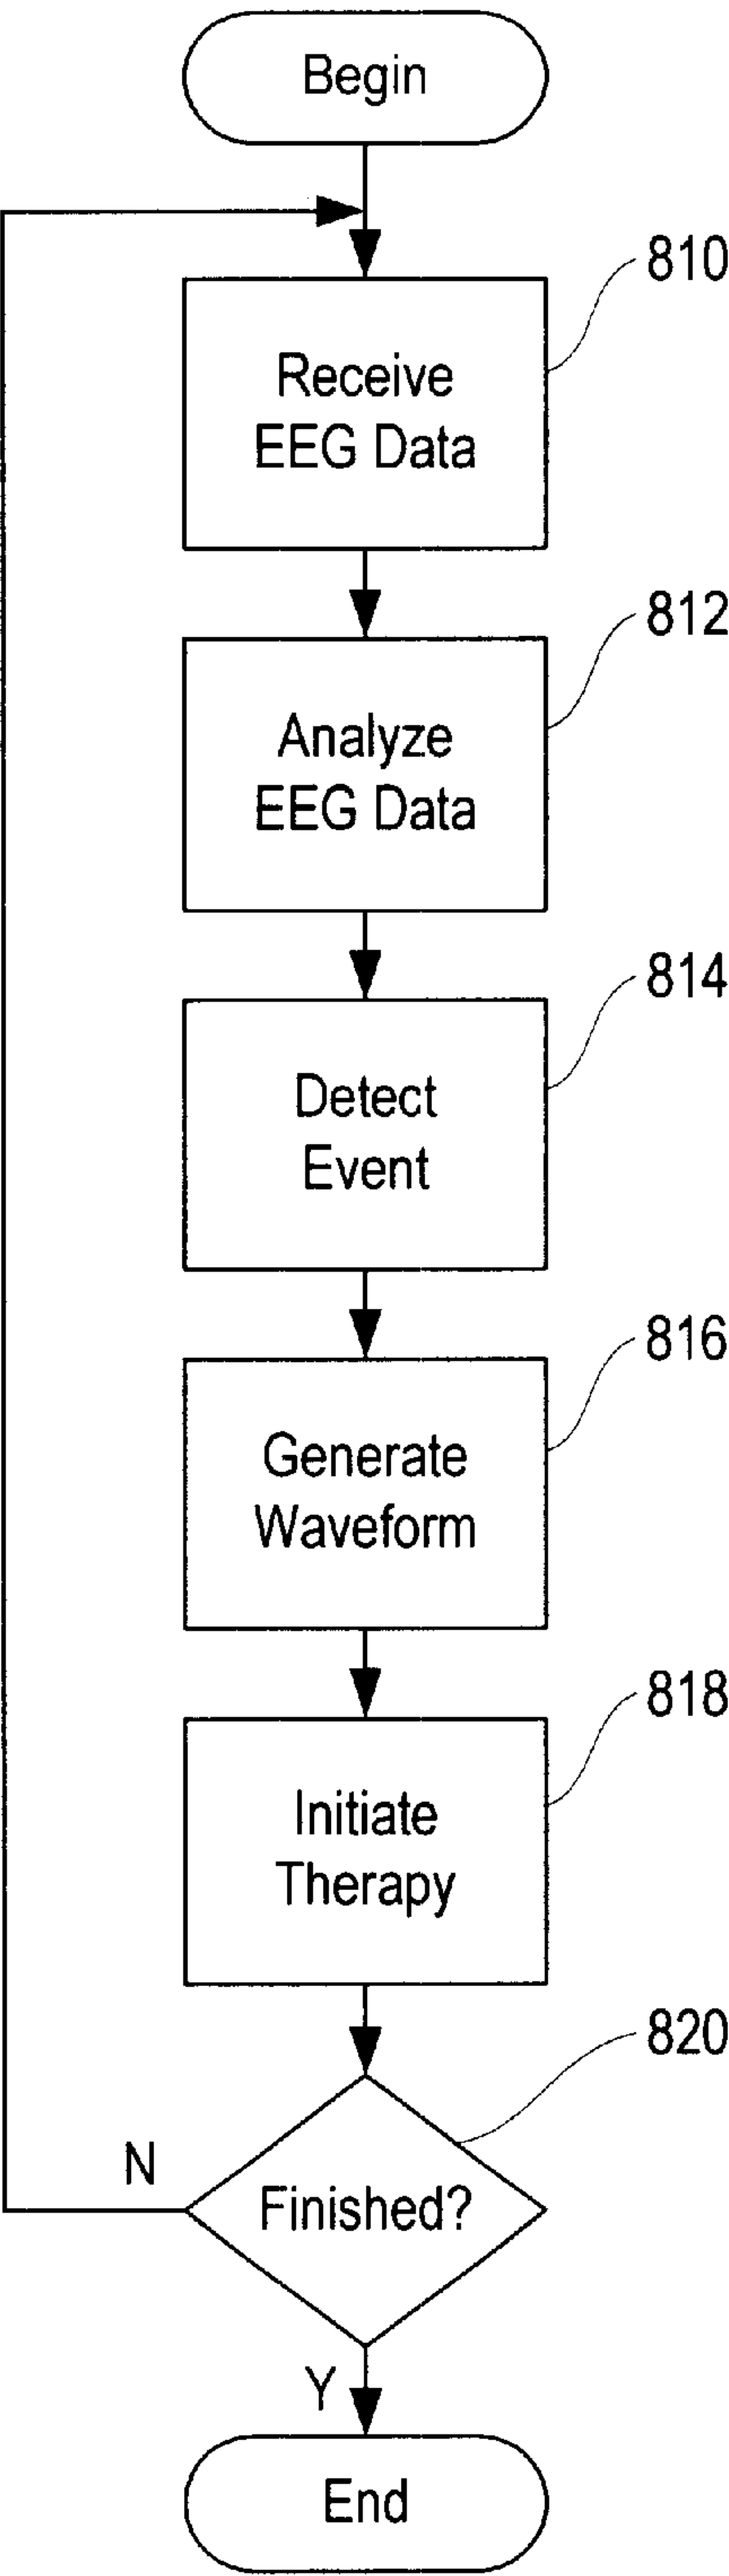 Begin
810
Receive
EEG Data
812
Analyze
EEG Data
814
Detect
Event
816
Generate
Waveform
818
Initiate
Therapy
820
Finished?
N
Y
End